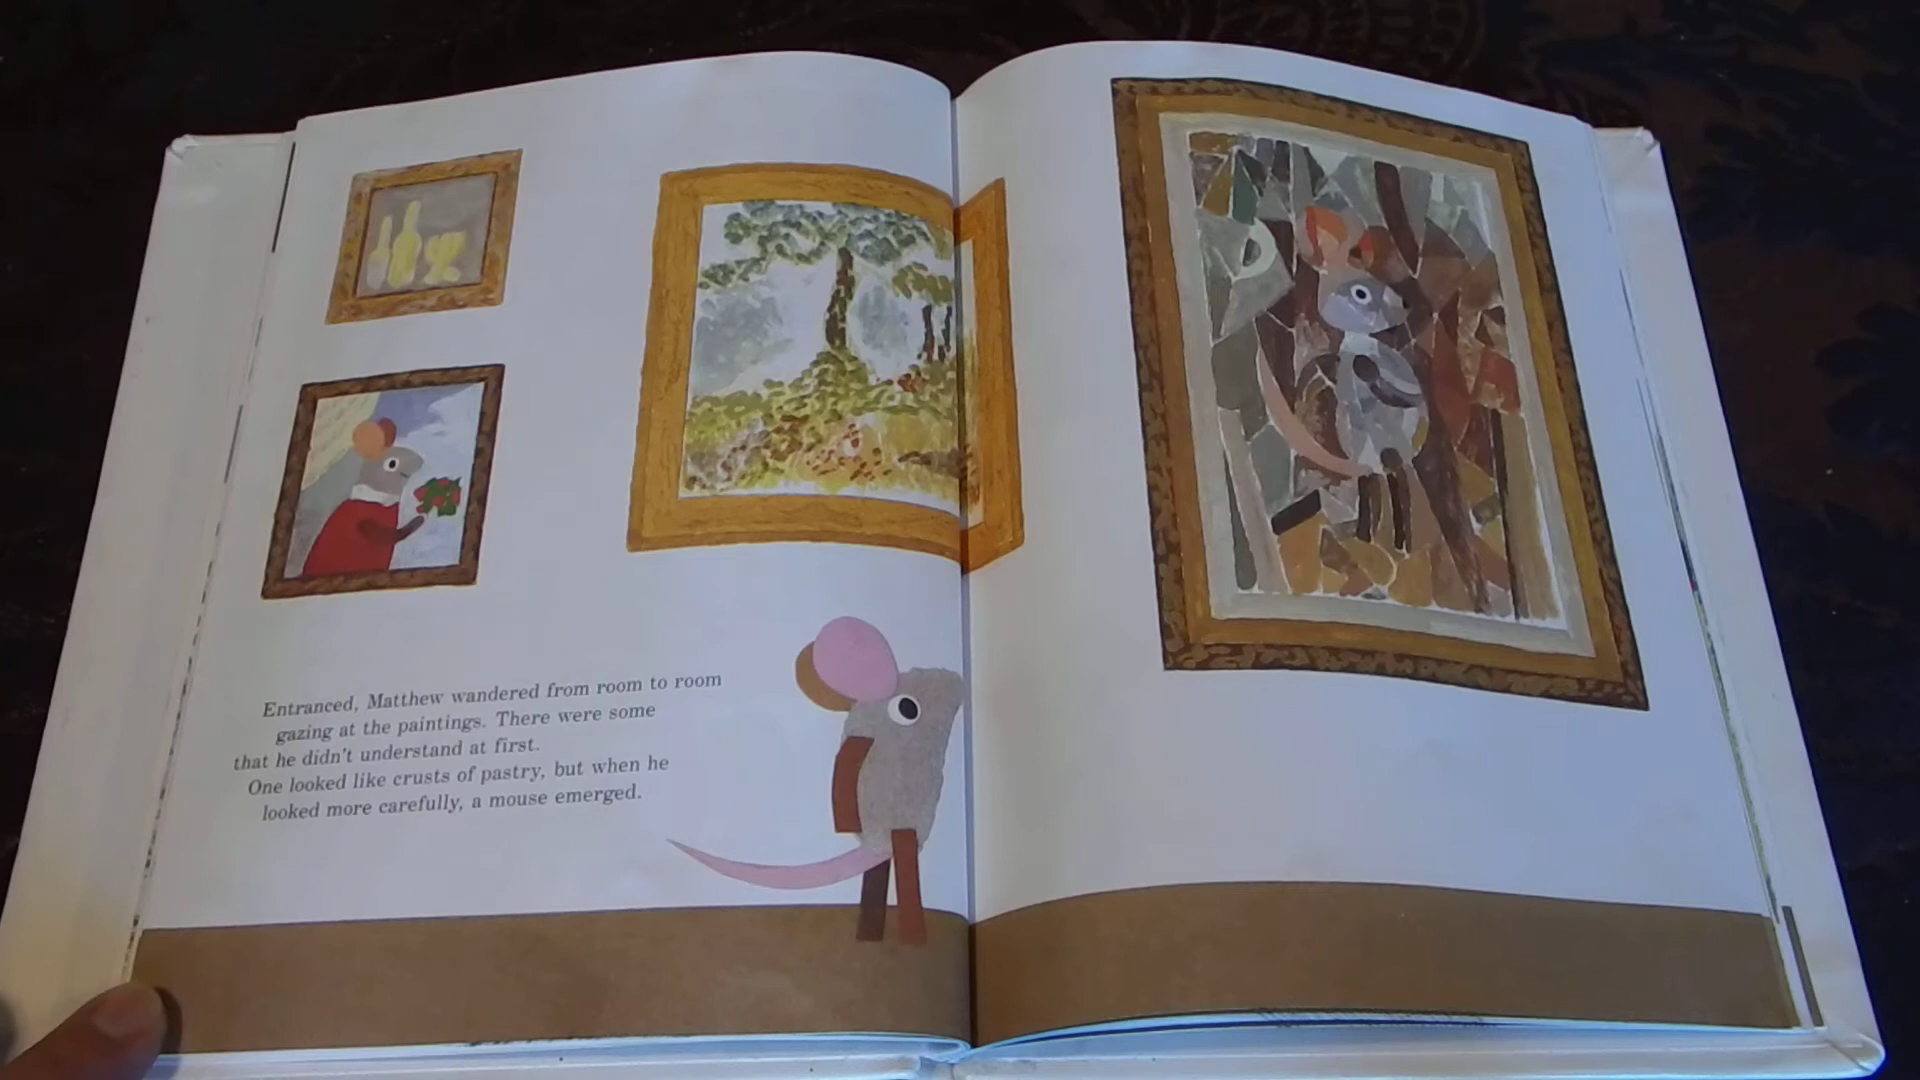 Entranced, Matthew wandered from room to room
gazing at the paintings. There were some
that he didn't understand at first.
One looked like crusts of pastry, but when he
looked more carefully, a mouse emerged.